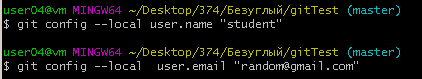 user04@vm MINGW64 ~/Desktop/374/Безуглый/gitTest (master)
$ git config --local user.name "student"
user04@vm MINGW64 ~/Desktop/374/Безуглый/gitTest (master)
$ git config --local  user.email "random@gmail.com"